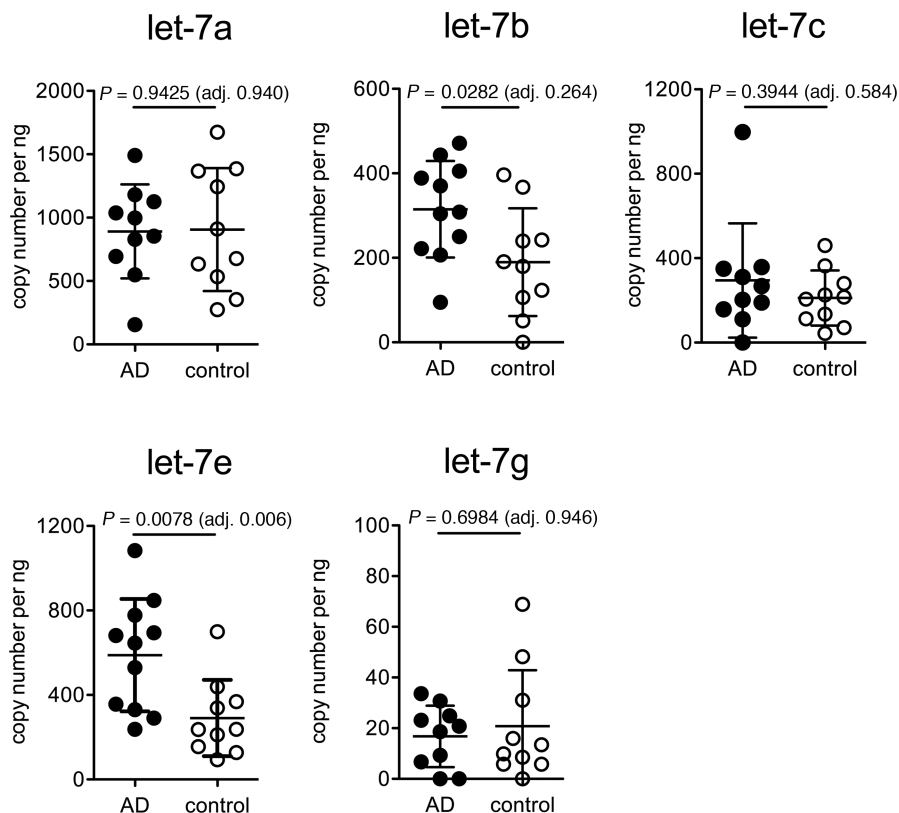 let-7a
let-7b
let-7c
P = 0.9425 (adj. 0.940)
P = 0.0282 (adj. 0.264)
P = 0.3944 (adj. 0.584)
copy number per ng
2000
1500
1000
500
0
AD
control
copy number per ng
600
400
200
0
AD
control
copy number per ng
1200
800
400
0
AD
control
let-7e
let-7g
P = 0.0078 (adj. 0.006)
P = 0.6984 (adj. 0.946)
copy number per ng
1200
800
400
0
AD
control
copy number per ng
100
80
60
40
20
0
AD
control